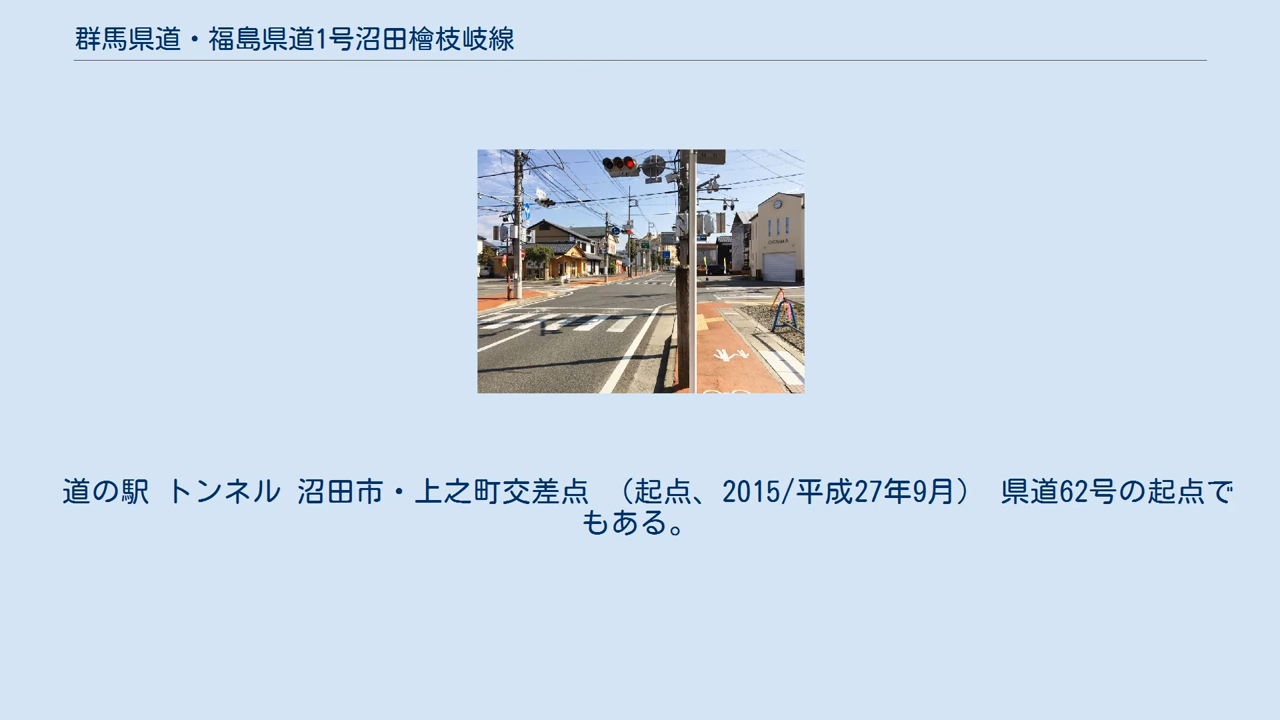 群馬県道・福島県道1号沼田檜枝岐線
道の駅 トンネル 沼田市・上之町交差点 （起点、2015/平成27年9月） 県道62号の起点で
もある。